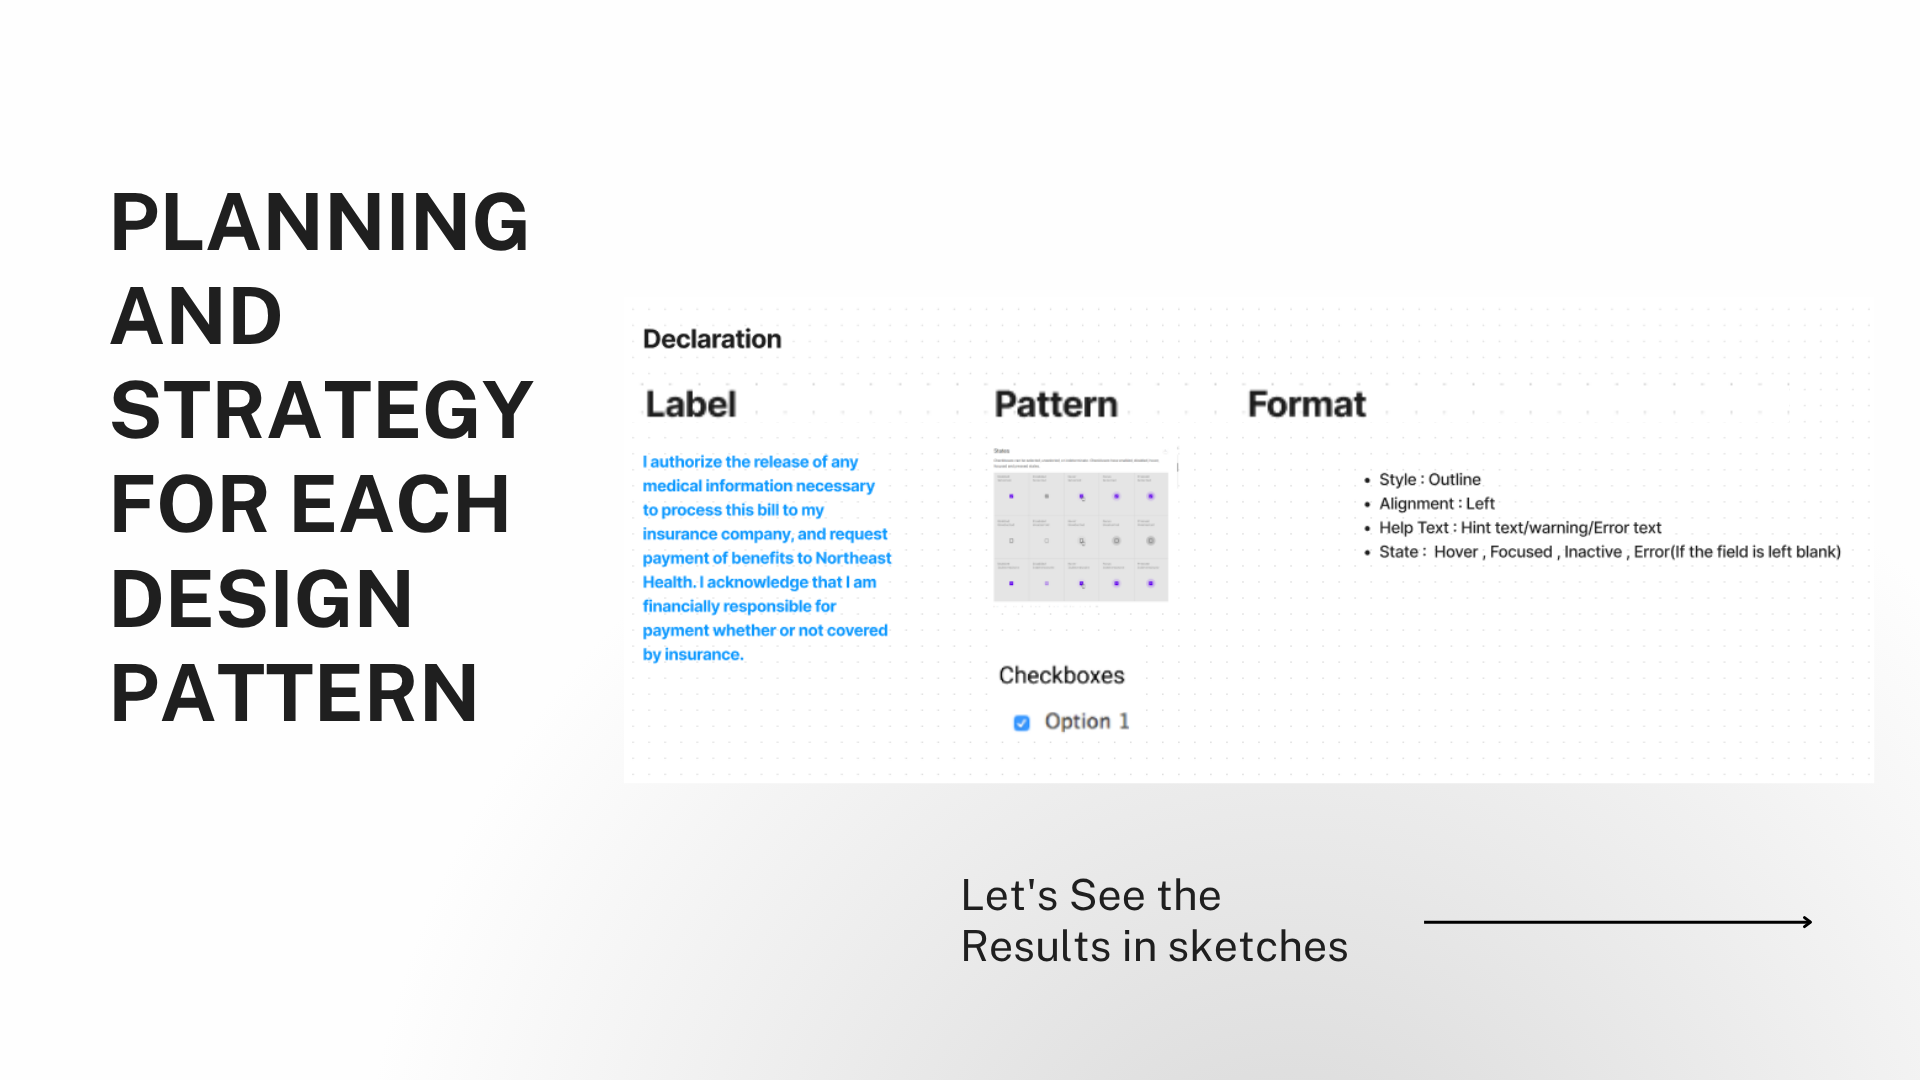 PLANNING
AND
STRATEGY
FOR EACH
DESIGN
PATTERN
Declaration
Label
Pattern
Format
I authorize the release of any
medical information necessary
to process this bill to my
insurance company, and request
payment of benefits to Northeast
Health. I acknowledge that I am
financially responsible for
payment whether or not covered
by insurance.
States
Checkboxes
Option 1
• Style : Outline
• Alignment : Left
• Help Text : Hint text/warning/Error text
• State : Hover , Focused , Inactive , Error(If the field is left blank)
Let's See the
Results in sketches